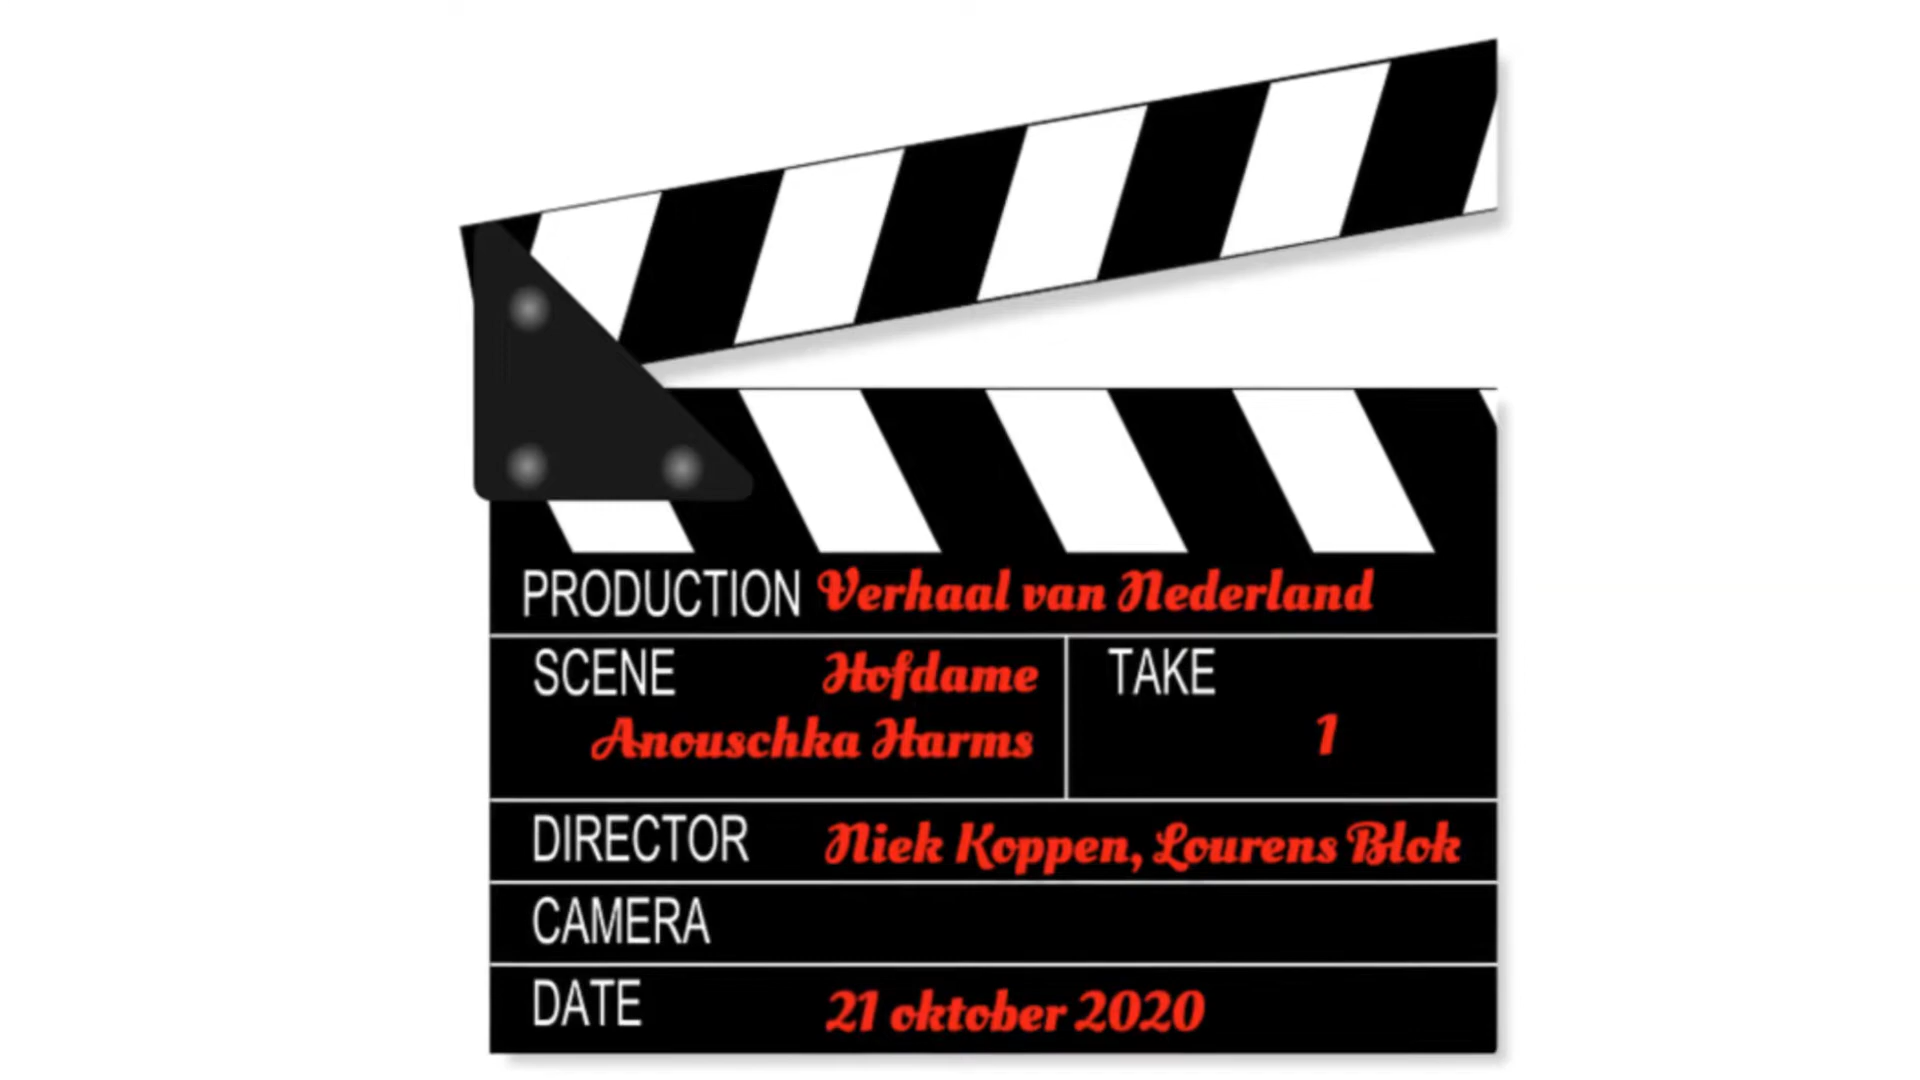 PRODUCTION Verhaal van Nederland
SCENE Hofdame
Anouschka Harms
TAKE
1
DIRECTOR Niek Koppen, Lourens Blok
CAMERA
DATE 21 oktober 2020